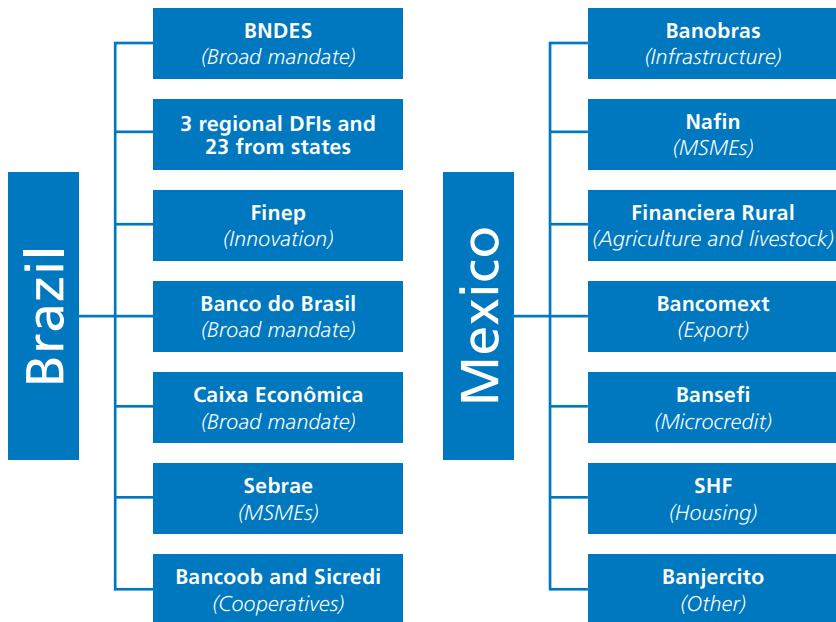 Brazil
BNDES
(Broad mandate)
3 regional DFIs and
23 from states
Finep
(Innovation)
Banco do Brasil
(Broad mandate)
Caixa Econômica
(Broad mandate)
Sebrae
(MSMEs)
Bancoob and Sicredi
(Cooperatives)
Mexico
Banobras
(Infrastructure)
Nafin
(MSMEs)
Financiera Rural
(Agriculture and livestock)
Bancomext
(Export)
Bansefi
(Microcredit)
SHF
(Housing)
Banjercito
(Other)